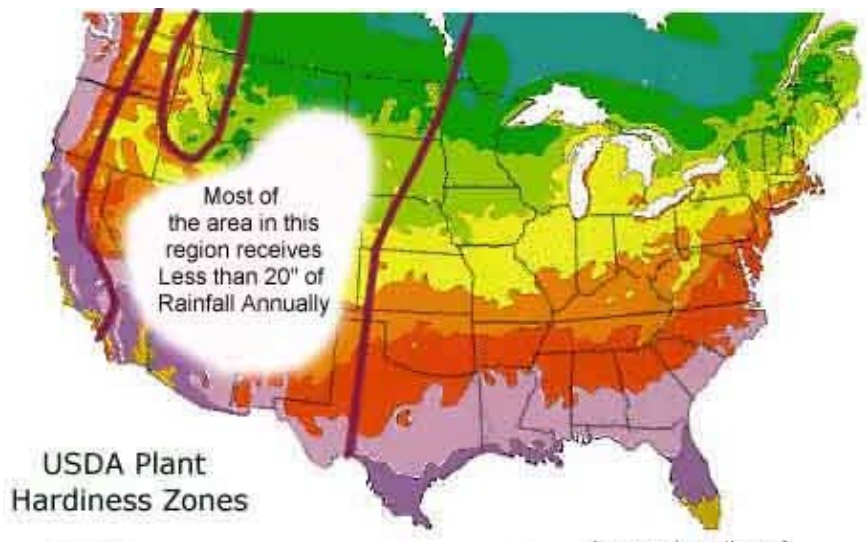 Most of
the area in this
region receives
Less than 20" of
Rainfall Annually
USDA Plant
Hardiness Zones